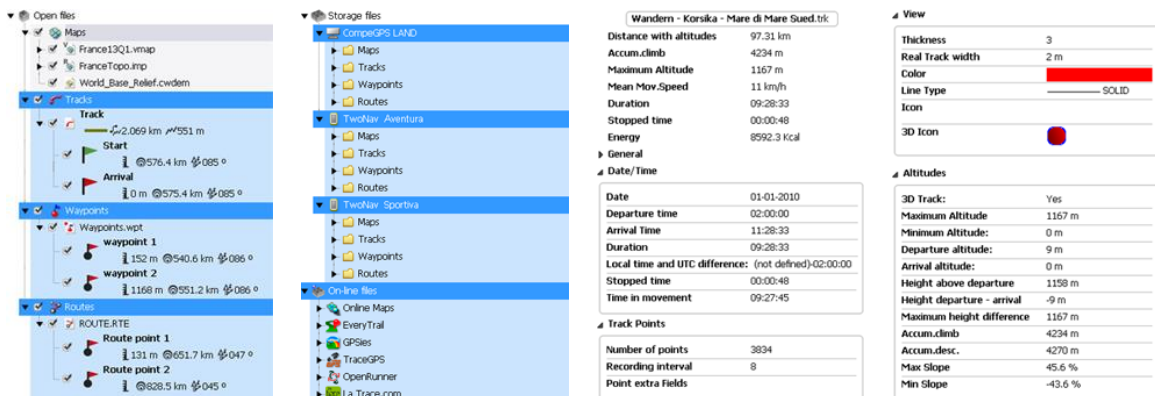 Open files
Maps
France13Q1.vmap
FranceTopo.imp
World_Base_Relief.cwdem
Tracks
Track
2.069 km 551 m
Start
576.4 km 085 º
Arrival
0 m 575.4 km 085 º
Waypoints
Waypoints.wpt
waypoint 1
152 m 540.6 km 086 º
waypoint 2
1168 m 551.2 km 086 º
Routes
ROUTE.RTE
Route point 1
131 m 651.7 km 047 º
Route point 2
828.5 km 045 º
Storage files
CompeGPS LAND
Maps
Tracks
Waypoints
Routes
TwoNav Aventura
Maps
Tracks
Waypoints
Routes
TwoNav Sportiva
Maps
Tracks
Waypoints
Routes
On-line files
Online Maps
EveryTrail
GPSies
TraceGPS
OpenRunner
La Trace.com
Wandern - Korsika - Mare di Mare Sued.trk
Distance with altitudes 97.31 km
Accum.climb 4234 m
Maximum Altitude 1167 m
Mean Mov.Speed 11 km/h
Duration 09:28:33
Stopped time 00:00:48
Energy 8592.3 Kcal
General
Date/Time
Date 01-01-2010
Departure time 02:00:00
Arrival Time 11:28:33
Duration 09:28:33
Local time and UTC difference: (not defined)-02:00:00
Stopped time 00:00:48
Time in movement 09:27:45
Track Points
Number of points 3834
Recording interval 8
Point extra Fields
View
Thickness 3
Real Track width 2 m
Color
Line Type SOLID
Icon
3D Icon
Altitudes
3D Track: Yes
Maximum Altitude 1167 m
Minimum Altitude: 0 m
Departure altitude: 9 m
Arrival altitude: 0 m
Height above departure 1158 m
Height departure - arrival -9 m
Maximum height difference 1167 m
Accum.climb 4234 m
Accum.desc. 4270 m
Max Slope 45.6 %
Min Slope -43.6 %